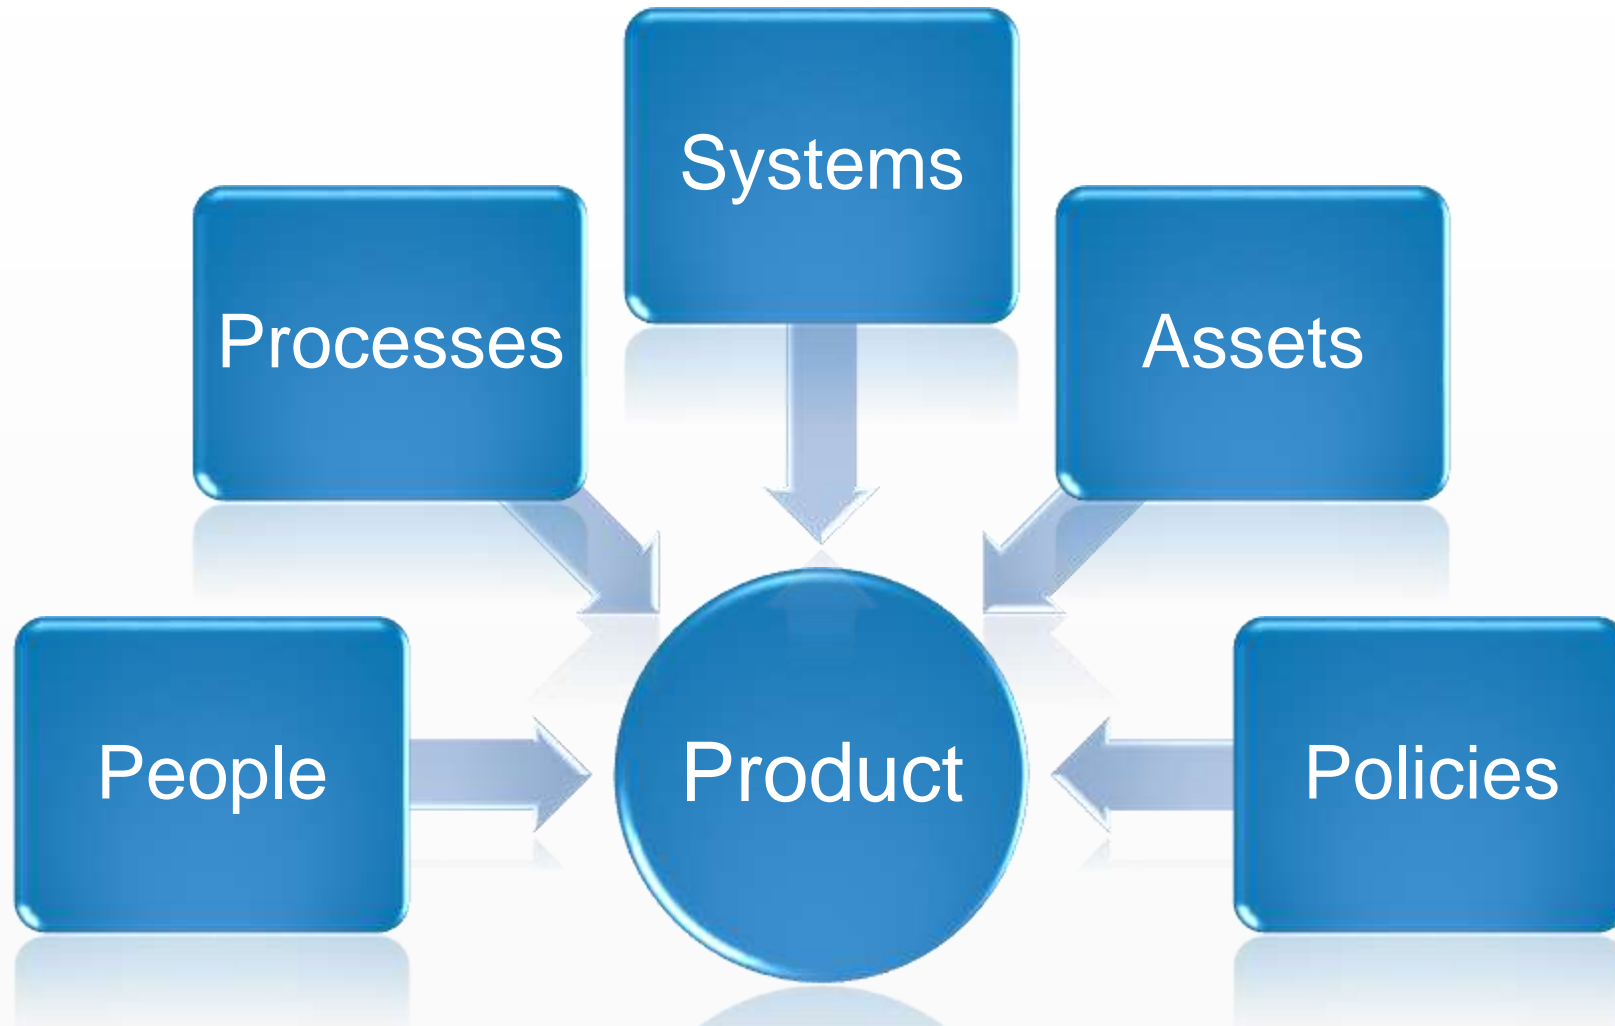 Systems
Processes
Assets
People
Product
Policies